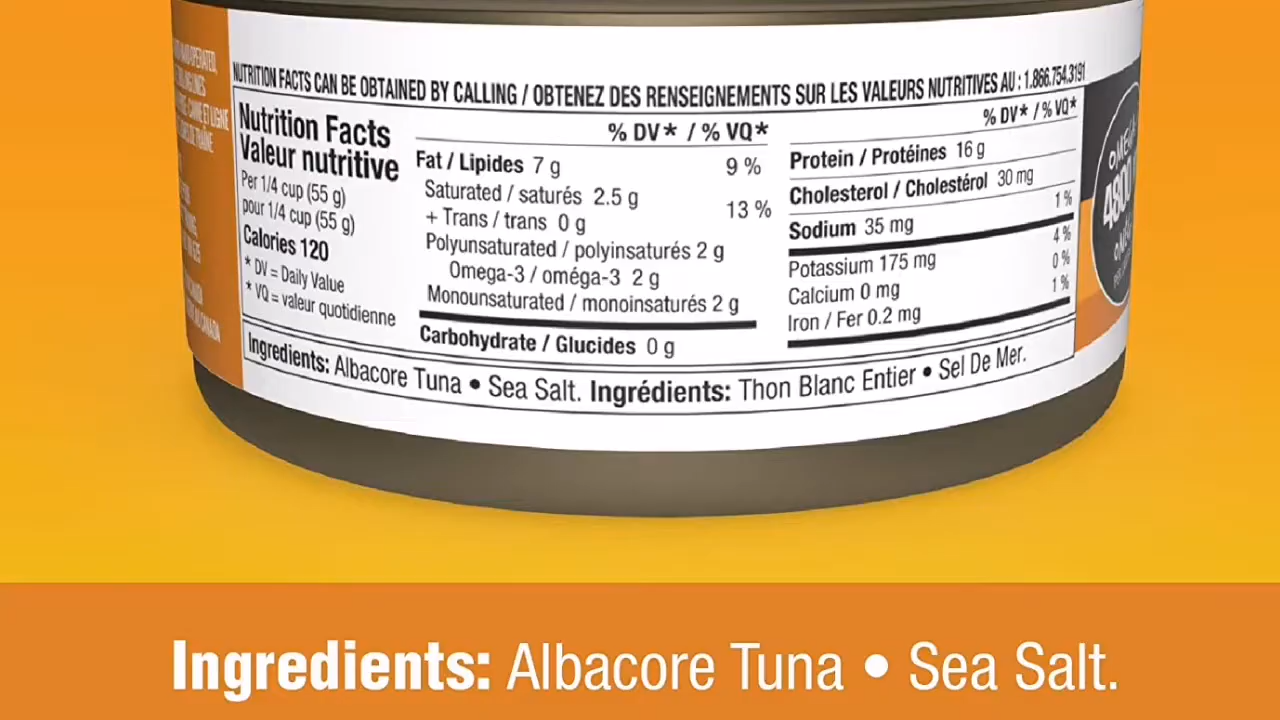 NUTRITION FACTS CAN BE OBTAINED BY CALLING / OBTENEZ DES RENSEIGNEMENTS SUR LES VALEURS NUTRITIVES AU : 1.866.754.3191
Nutrition Facts
Valeur nutritive
Per 1/4 cup (55 g)
pour 1/4 cup (55 g)
Calories 120
* DV = Daily Value
* VQ = valeur quotidienne
% DV* / % VQ*
Fat / Lipides 7 g 9 %
Saturated / saturés 2.5 g
13 %
+ Trans / trans 0 g
Polyunsaturated / polyinsaturés 2 g
Omega-3 / oméga-3 2 g
Monounsaturated / monoinsaturés 2 g
Carbohydrate / Glucides 0 g
% DV* / % VQ*
Protein / Protéines 16 g
Cholesterol / Cholestérol 30 mg
Sodium 35 mg 1 %
Potassium 175 mg 4 %
Calcium 0 mg 0 %
Iron / Fer 0.2 mg 1 %
Ingredients: Albacore Tuna • Sea Salt. Ingrédients: Thon Blanc Entier • Sel De Mer.
OMEGA
4800
Ingredients: Albacore Tuna • Sea Salt.